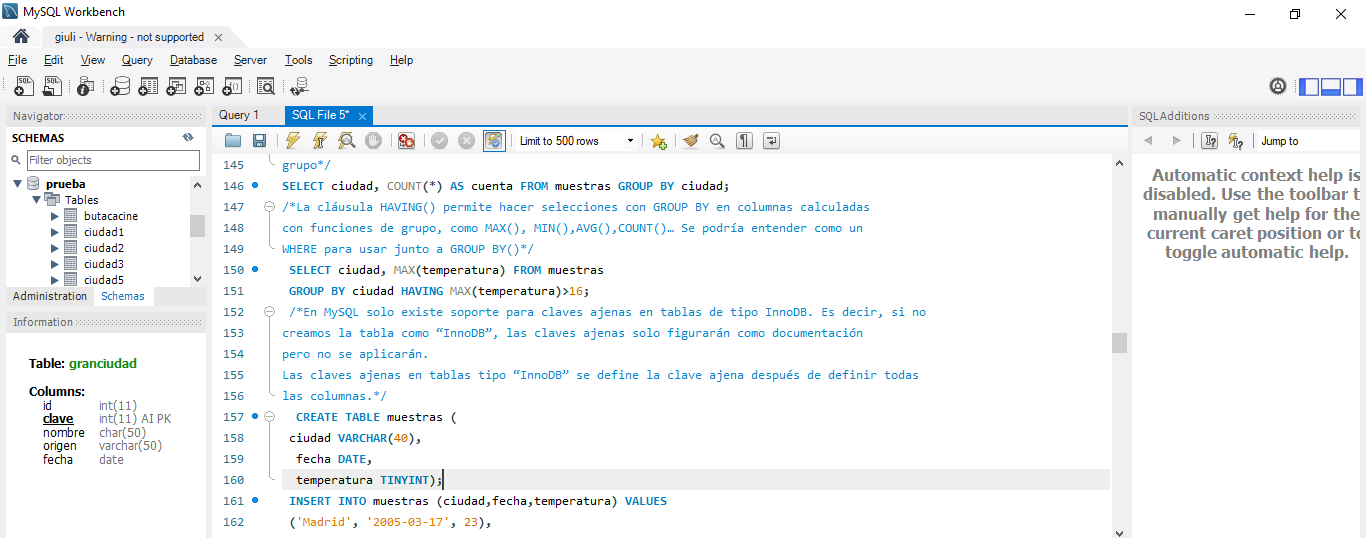 MySQL Workbench
giuli - Warning - not supported
File Edit View Query Database Server Tools Scripting Help
Navigator
SCHEMAS
Filter objects
prueba
Tables
butacacine
ciudad1
ciudad2
ciudad3
ciudad5
Administration Schemas
Information
Table: granciudad
Columns:
id int(11)
clave int(11) AI PK
nombre char(50)
origen varchar(50)
fecha date
Query 1 SQL File 5*
Limit to 500 rows
145 grupo*/
146 SELECT ciudad, COUNT(*) AS cuenta FROM muestras GROUP BY ciudad;
147 /*La cláusula HAVING() permite hacer selecciones con GROUP BY en columnas calculadas
148 con funciones de grupo, como MAX(), MIN(),AVG(),COUNT()… Se podría entender como un
149 WHERE para usar junto a GROUP BY()*/
150 SELECT ciudad, MAX(temperatura) FROM muestras
151 GROUP BY ciudad HAVING MAX(temperatura)>16;
152 /*En MySQL solo existe soporte para claves ajenas en tablas de tipo InnoDB. Es decir, si no
153 creamos la tabla como “InnoDB”, las claves ajenas solo figurarán como documentación
154 pero no se aplicarán.
155 Las claves ajenas en tablas tipo “InnoDB” se define la clave ajena después de definir todas
156 las columnas.*/
157 CREATE TABLE muestras (
158 ciudad VARCHAR(40),
159 fecha DATE,
160 temperatura TINYINT);
161 INSERT INTO muestras (ciudad,fecha,temperatura) VALUES
162 ('Madrid', '2005-03-17', 23),
SQLAdditions
Jump to
Automatic context help is
disabled. Use the toolbar t
manually get help for the
current caret position or to
toggle automatic help.